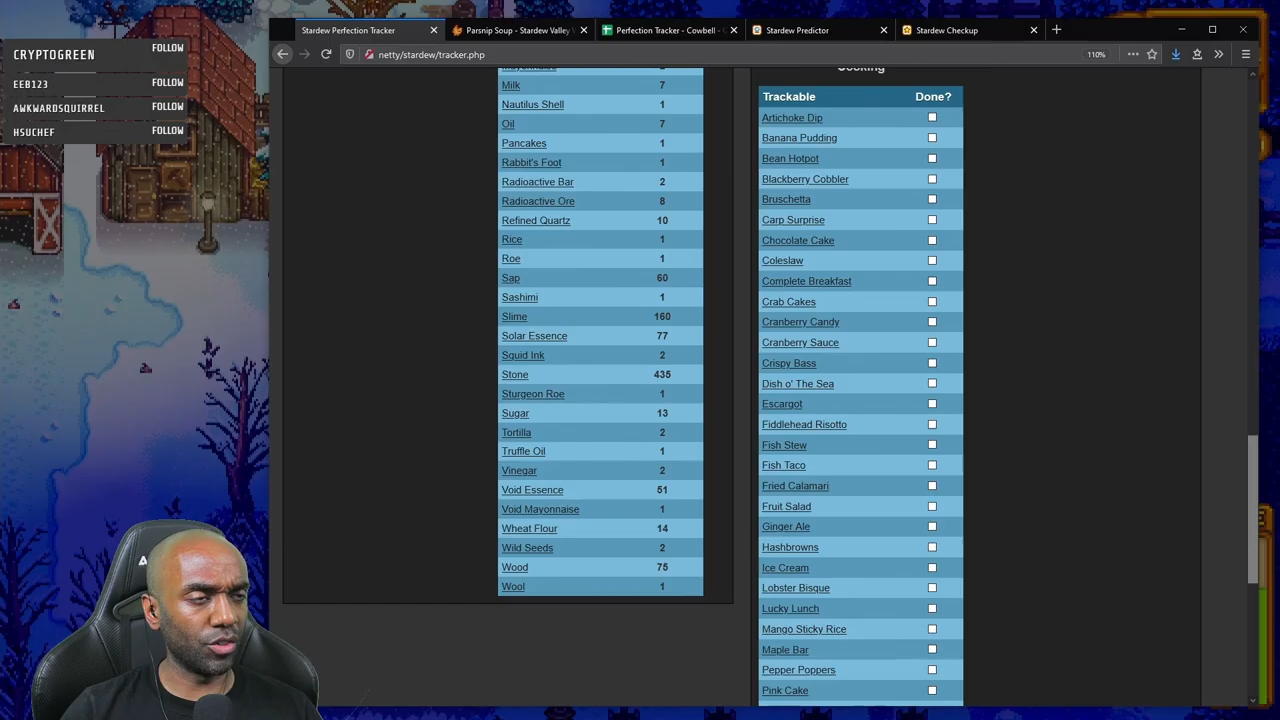 CRYPTOGREEN FOLLOW
EEB123 FOLLOW
AWKWARDSQUIRREL FOLLOW
HSUCHEF FOLLOW
Stardew Perfection Tracker
Parsnip Soup - Stardew Valley
Perfection Tracker - Cowbell -
Stardew Predictor
Stardew Checkup
netty/stardew/tracker.php
110%
Mayonnaise
Milk 7
Nautilus Shell 1
Oil 7
Pancakes 1
Rabbit's Foot 1
Radioactive Bar 2
Radioactive Ore 8
Refined Quartz 10
Rice 1
Roe 1
Sap 60
Sashimi 1
Slime 160
Solar Essence 77
Squid Ink 2
Stone 435
Sturgeon Roe 1
Sugar 13
Tortilla 2
Truffle Oil 1
Vinegar 2
Void Essence 51
Void Mayonnaise 1
Wheat Flour 14
Wild Seeds 2
Wood 75
Wool 1
Cooking
Trackable Done?
Artichoke Dip
Banana Pudding
Bean Hotpot
Blackberry Cobbler
Bruschetta
Carp Surprise
Chocolate Cake
Coleslaw
Complete Breakfast
Crab Cakes
Cranberry Candy
Cranberry Sauce
Crispy Bass
Dish o' The Sea
Escargot
Fiddlehead Risotto
Fish Stew
Fish Taco
Fried Calamari
Fruit Salad
Ginger Ale
Hashbrowns
Ice Cream
Lobster Bisque
Lucky Lunch
Mango Sticky Rice
Maple Bar
Pepper Poppers
Pink Cake